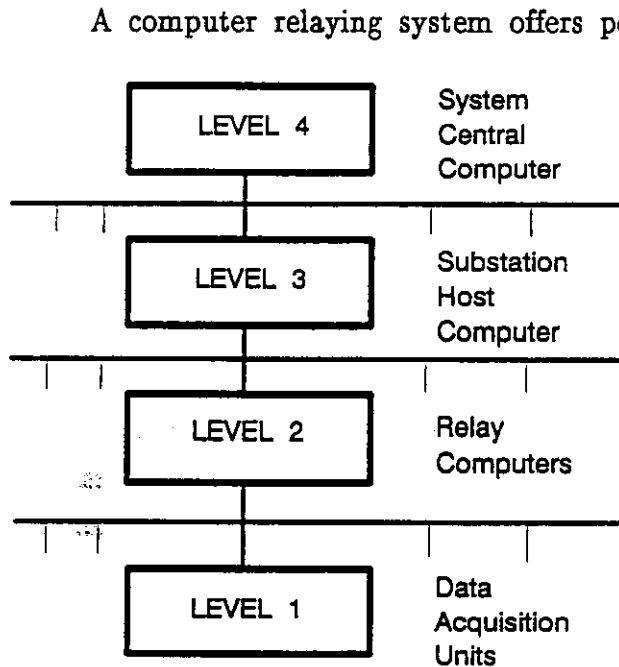 A computer relaying system offers
LEVEL 4
System
Central
Computer
LEVEL 3
Substation
Host
Computer
LEVEL 2
Relay
Computers
LEVEL 1
Data
Acquisition
Units